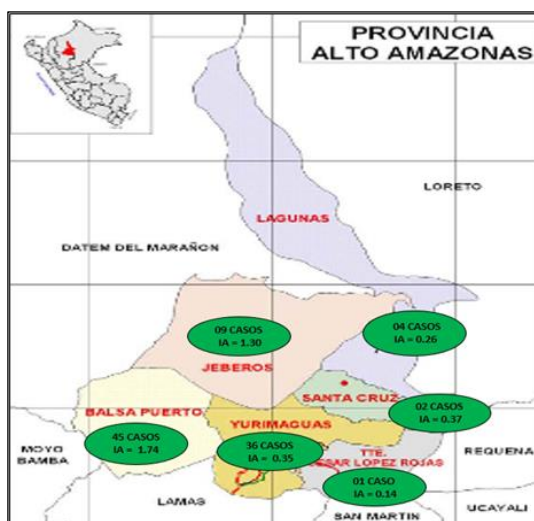 PROVINCIA
ALTO AMAZONAS
LORETO
LAGUNAS
DATEM DEL MARAÑON
09 CASOS
IA = 1.30
04 CASOS
IA = 0.26
JEBEROS
SANTA CRUZ
BALSA PUERTO
02 CASOS
IA = 0.37
YURIMAGUAS
45 CASOS
IA = 1.74
36 CASOS
IA = 0.35
MOYO
BAMBA
TTE.
CESAR LOPEZ ROJAS
REQUENA
01 CASO
IA = 0.14
LAMAS
UCAYALI
SAN MARTIN